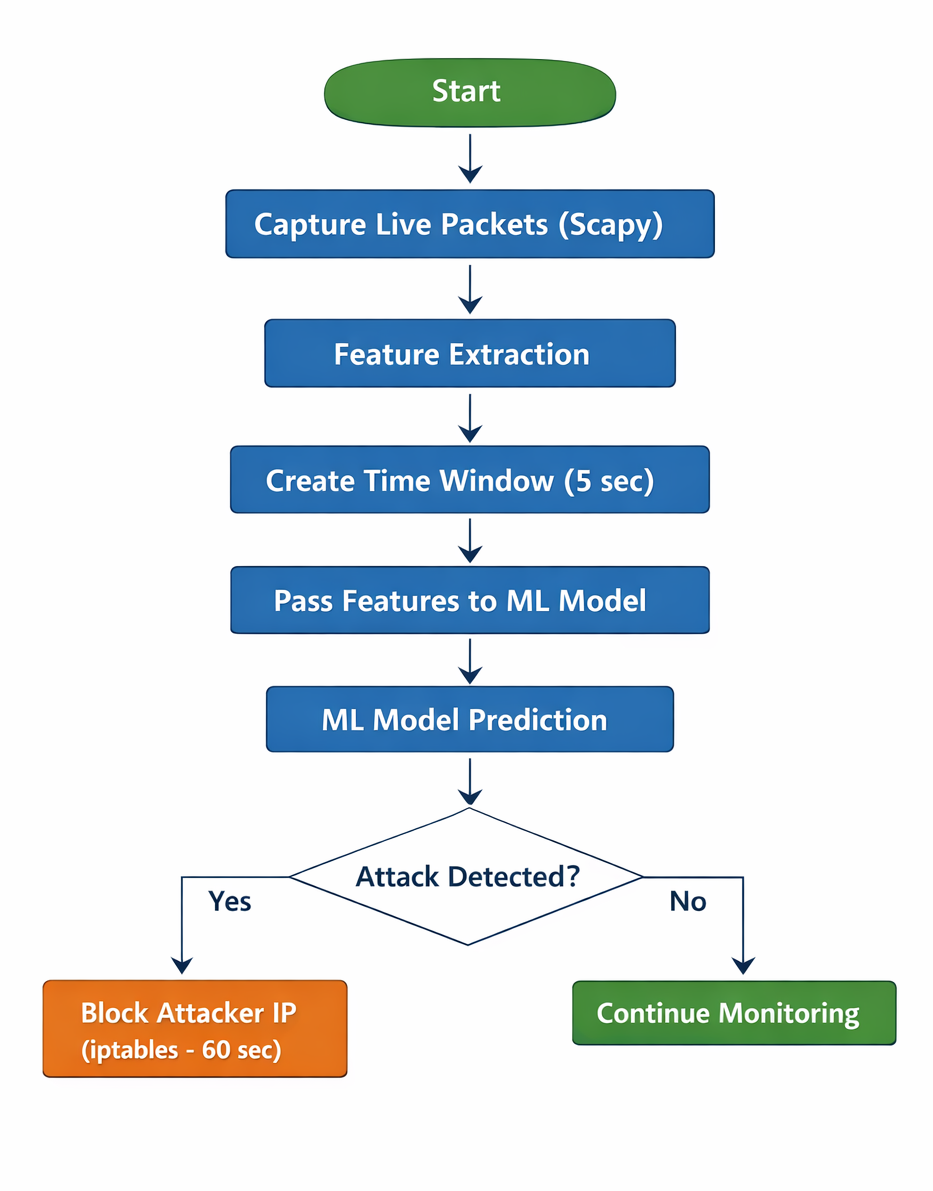 Start
Capture Live Packets (Scapy)
Feature Extraction
Create Time Window (5 sec)
Pass Features to ML Model
ML Model Prediction
Attack Detected?
Yes
No
Block Attacker IP
(iptables - 60 sec)
Continue Monitoring